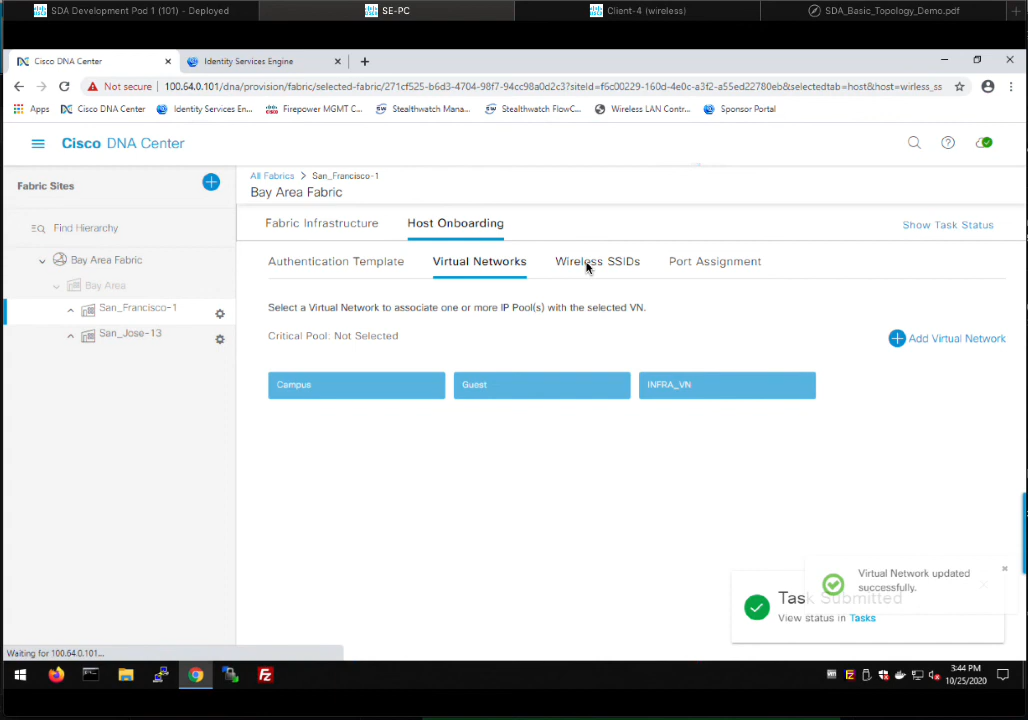 SDA Development Pod 1 (101) - Deployed
SE-PC
Client-4 (wireless)
SDA_Basic_Topology_Demo.pdf
Cisco DNA Center
Identity Services Engine
Not secure
100.64.0.101/dna/provision/fabric/selected-fabric/271cf525-b6d3-4704-98f7-94cc98a0d2c3?siteId=f6c00229-160d-4e0c-a3f2-a55ed22780eb&selectedtab=host&host=wirless_ss
Apps
Cisco DNA Center
Identity Services En...
Firepower MGMT C...
Stealthwatch Mana...
Stealthwatch FlowC...
Wireless LAN Contr...
Sponsor Portal
Cisco DNA Center
Fabric Sites
Find Hierarchy
Bay Area Fabric
Bay Area
San_Francisco-1
San_Jose-13
All Fabrics > San_Francisco-1
Bay Area Fabric
Fabric Infrastructure
Host Onboarding
Show Task Status
Authentication Template
Virtual Networks
Wireless SSIDs
Port Assignment
Select a Virtual Network to associate one or more IP Pool(s) with the selected VN.
Critical Pool: Not Selected
Add Virtual Network
Campus
Guest
INFRA_VN
Virtual Network updated
successfully.
Task Submitted
View status in Tasks
Waiting for 100.64.0.101...
3:44 PM
10/25/2020